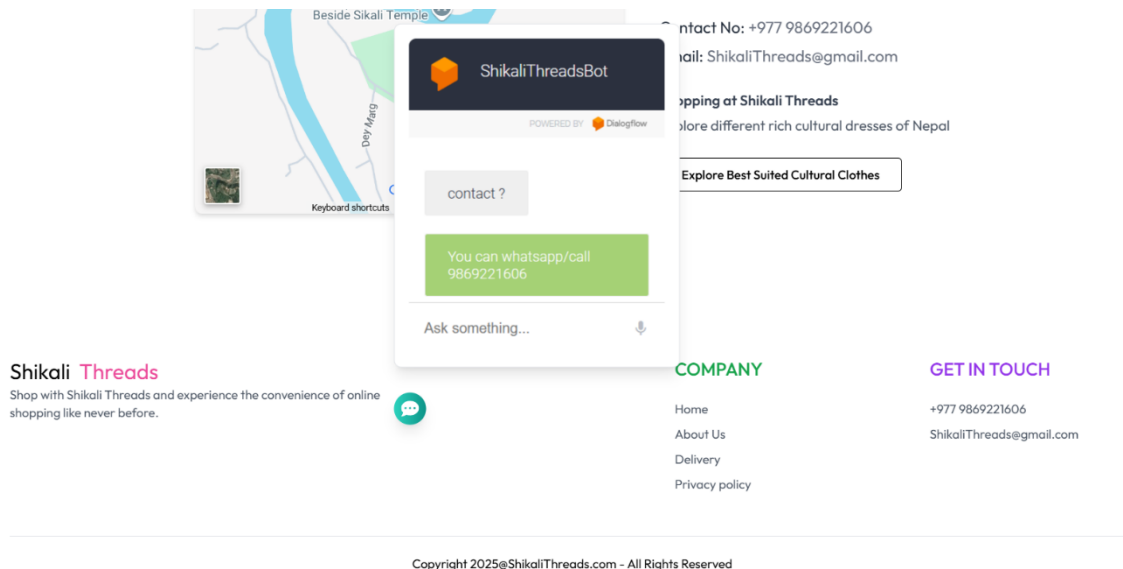 Beside Sikali Temple
Dey Marg
Keyboard shortcuts
ShikaliThreadsBot
POWERED BY Dialogflow
contact ?
You can whatsapp/call
9869221606
Ask something...
ntact No: +977 9869221606
ail: ShikaliThreads@gmail.com
opping at Shikali Threads
plore different rich cultural dresses of Nepal
Explore Best Suited Cultural Clothes
Shikali Threads
Shop with Shikali Threads and experience the convenience of online
shopping like never before.
COMPANY
Home
About Us
Delivery
Privacy policy
GET IN TOUCH
+977 9869221606
ShikaliThreads@gmail.com
Copyright 2025@ShikaliThreads.com - All Rights Reserved